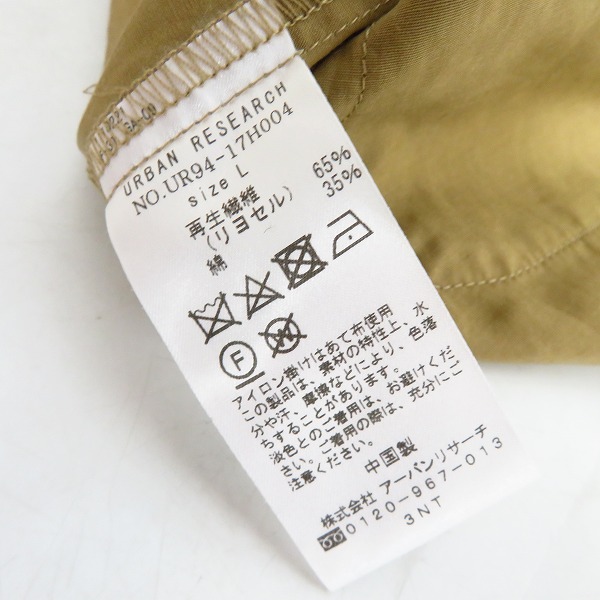 URBAN RESEARCH
NO.UR94-17H004
size L
再生繊維
(リヨセル) 65%
綿 35%
F W
アイロン掛けはあて布使用
この製品は、素材の特性上、水
分や汗、摩擦などにより、色落
ちすることがあります。
淡色とのご着用は、お避けくだ
さい。ご着用の際は、充分にご
注意ください。
中国製
株式会社 アーバンリサーチ
0120-967-013
3NT